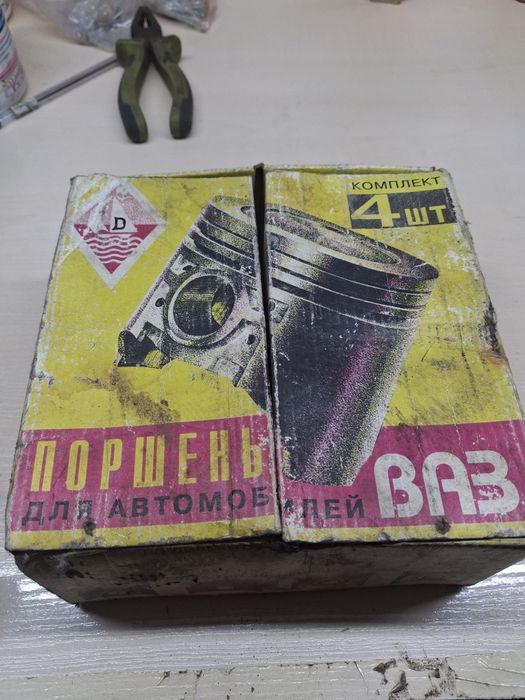 D
КОМПЛЕКТ
4 ШТ
ПОРШЕНЬ
ДЛЯ АВТОМОБИЛЕЙ ВАЗ